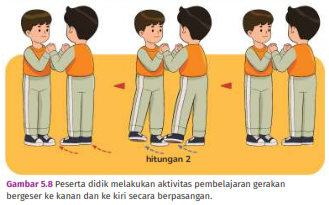 hitungan 2
Gambar 5.8 Peserta didik melakukan aktivitas pembelajaran gerakan
bergeser ke kanan dan ke kiri secara berpasangan.